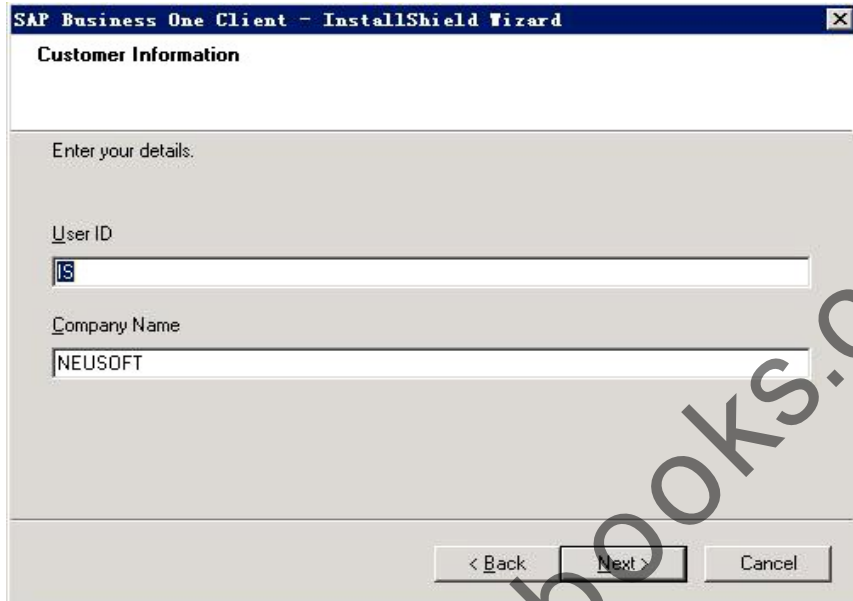 SAP Business One Client - InstallShield Wizard
Customer Information
Enter your details.
User ID
IS
Company Name
NEUSOFT
< Back Next > Cancel
ooks.